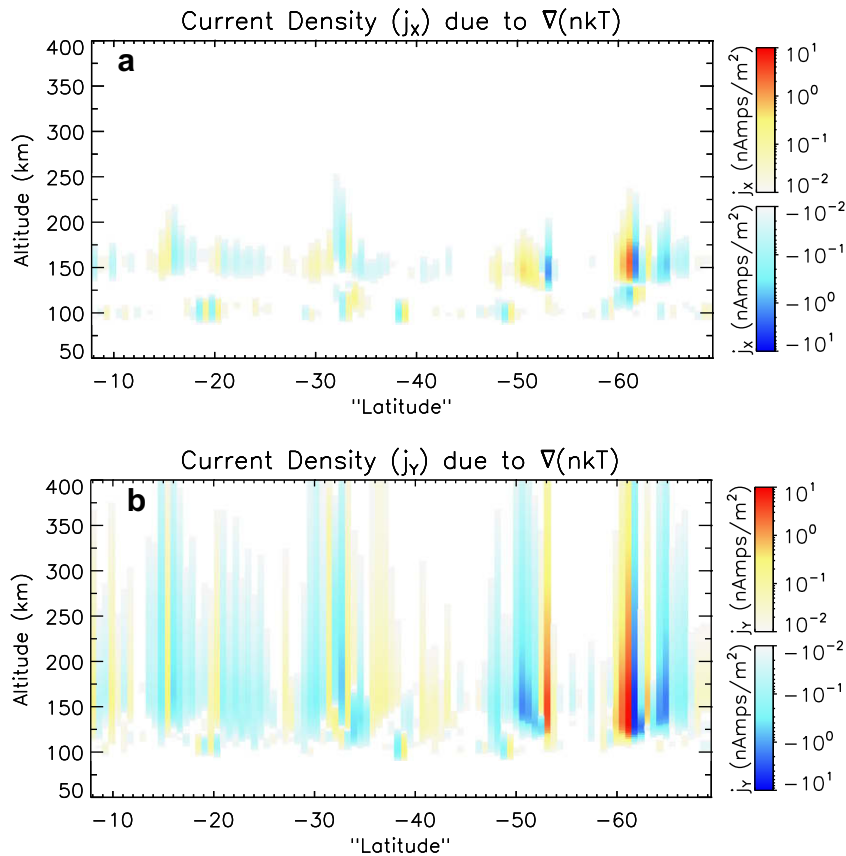 Current Density (jX) due to ∇(nkT)
a
400
350
300
250
200
150
100
50
Altitude (km)
−10 −20 −30 −40 −50 −60
"Latitude"
jX (nAmps/m²)
10¹
10⁰
10⁻¹
10⁻²
jX (nAmps/m²)
−10⁻²
−10⁻¹
−10⁰
−10¹
Current Density (jY) due to ∇(nkT)
b
400
350
300
250
200
150
100
50
Altitude (km)
−10 −20 −30 −40 −50 −60
"Latitude"
jY (nAmps/m²)
10¹
10⁰
10⁻¹
10⁻²
jY (nAmps/m²)
−10⁻²
−10⁻¹
−10⁰
−10¹